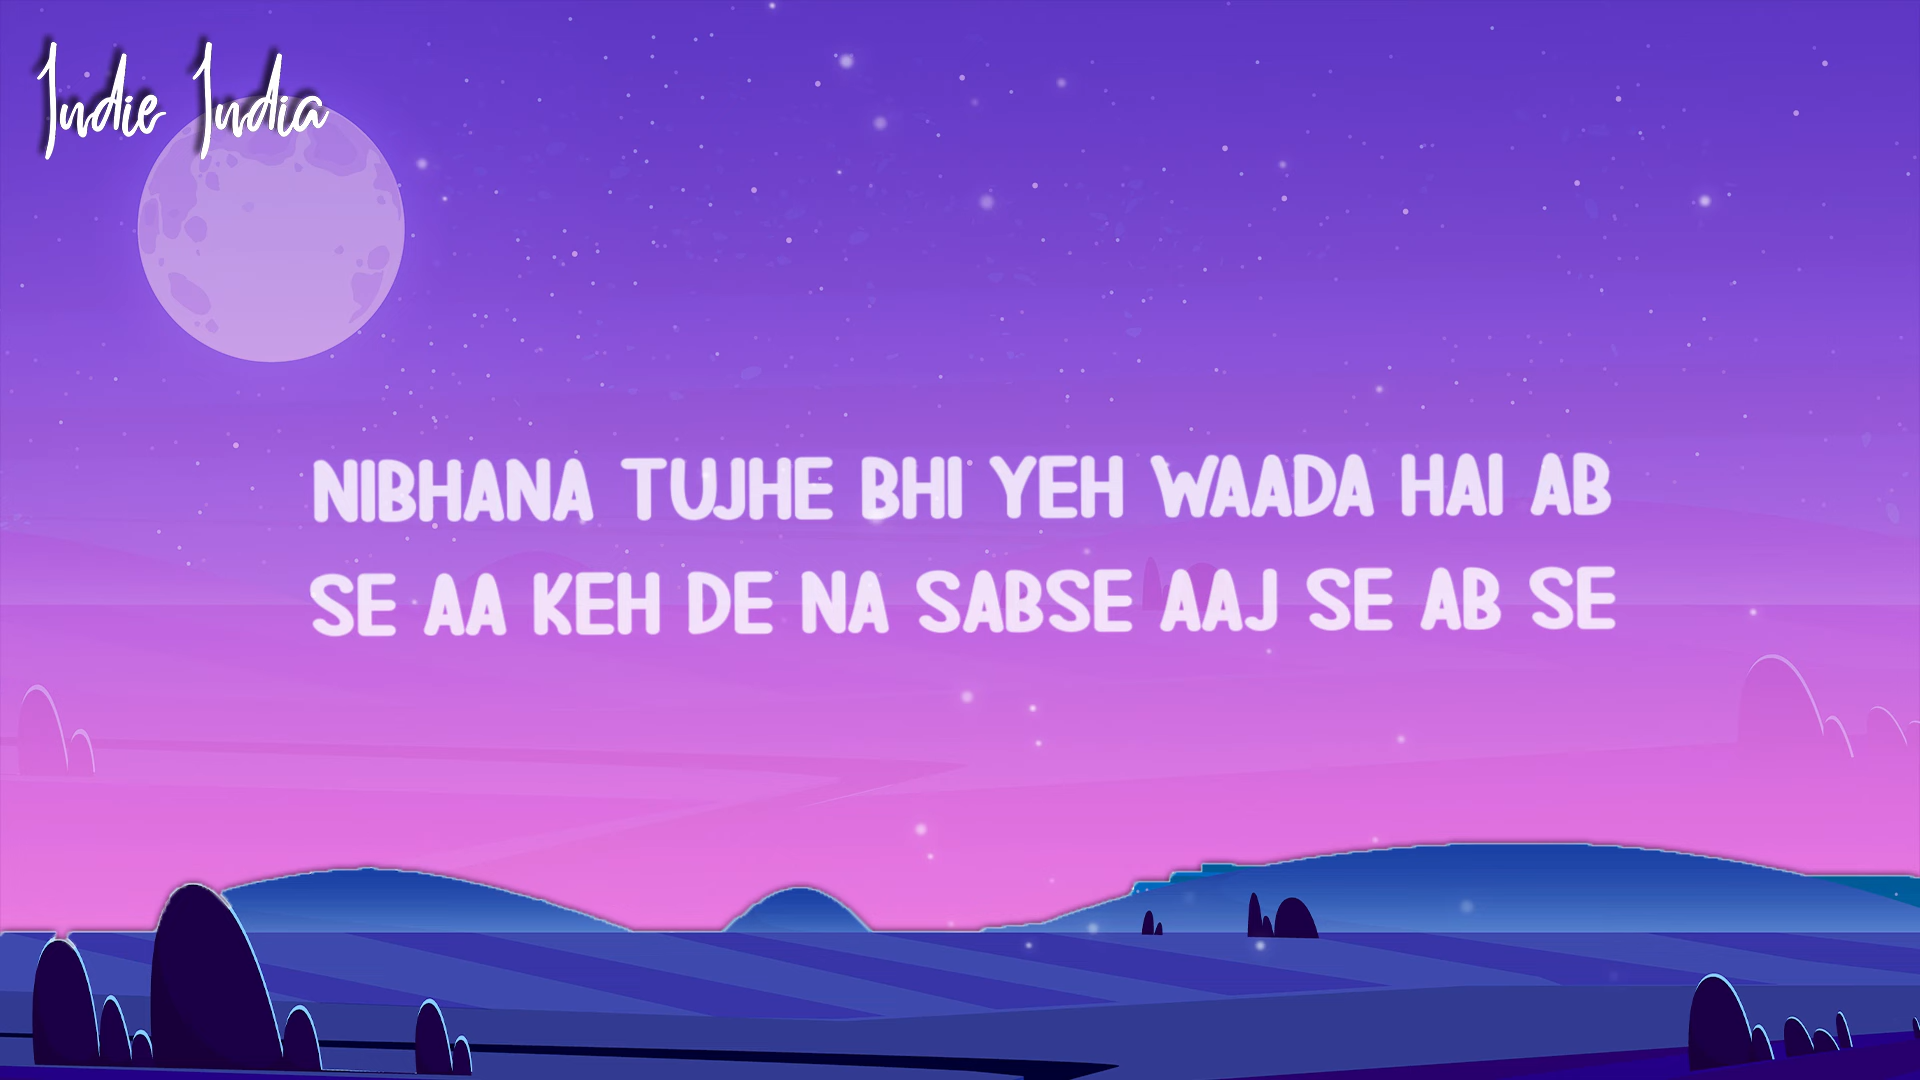 Indie India
NIBHANA TUJHE BHI YEH WAADA HAI AB
SE AA KEH DE NA SABSE AAJ SE AB SE